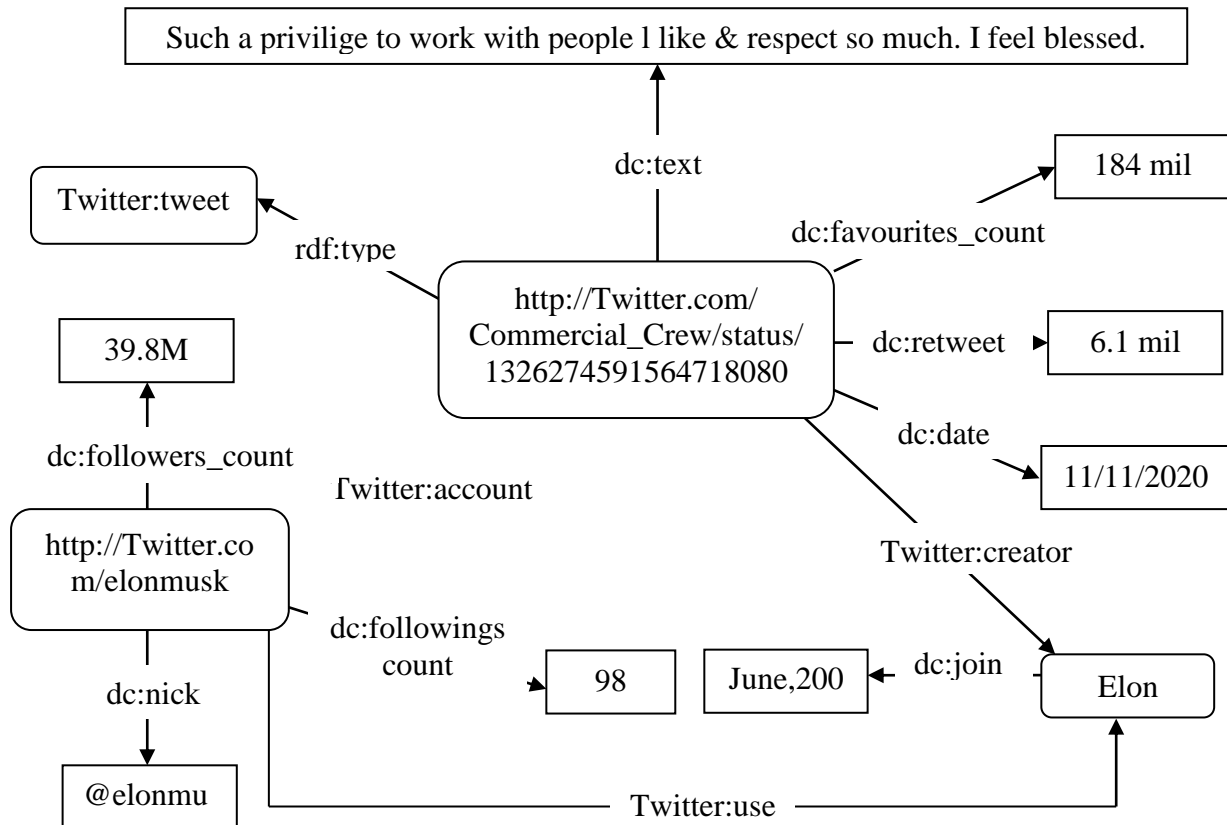 Such a privilige to work with people l like & respect so much. I feel blessed.
dc:text
184 mil
Twitter:tweet
dc:favourites_count
rdf:type
http://Twitter.com/
Commercial_Crew/status/
1326274591564718080
39.8M
dc:retweet
6.1 mil
dc:date
dc:followers_count
11/11/2020
Twitter:account
http://Twitter.co
m/elonmusk
Twitter:creator
dc:followings
count
98
June,200
dc:join
Elon
dc:nick
@elonmu
Twitter:use